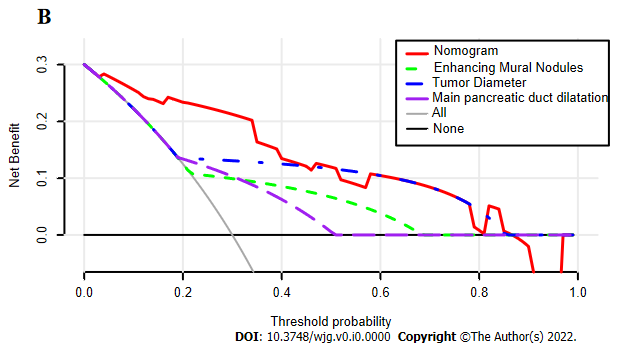 B
Nomogram
Enhancing Mural Nodules
Tumor Diameter
Main pancreatic duct dilatation
All
None
Net Benefit
0.3
0.2
0.1
0.0
0.0 0.2 0.4 0.6 0.8 1.0
Threshold probability
DOI: 10.3748/wjg.v0.i0.0000 Copyright ©The Author(s) 2022.